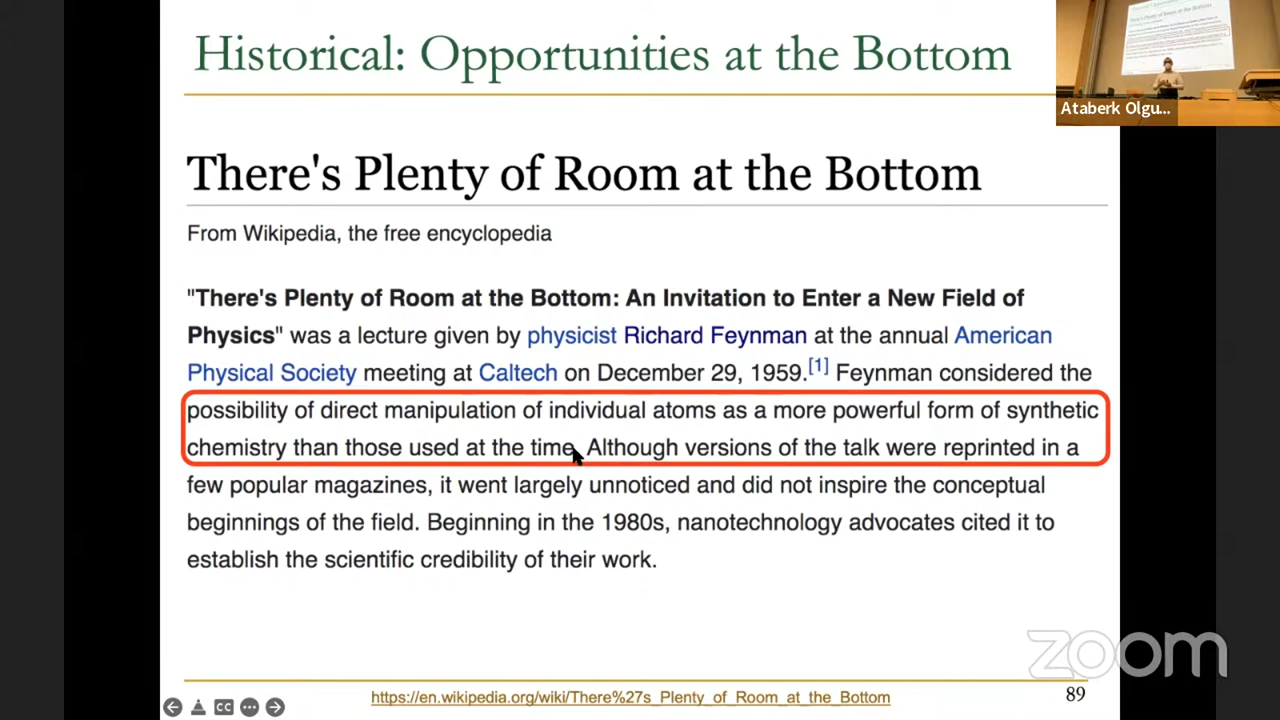 Historical: Opportunities at the Bottom
Ataberk Olgu...
There's Plenty of Room at the Bottom
From Wikipedia, the free encyclopedia
"There's Plenty of Room at the Bottom: An Invitation to Enter a New Field of
Physics" was a lecture given by physicist Richard Feynman at the annual American
Physical Society meeting at Caltech on December 29, 1959.[1] Feynman considered the
possibility of direct manipulation of individual atoms as a more powerful form of synthetic
chemistry than those used at the time. Although versions of the talk were reprinted in a
few popular magazines, it went largely unnoticed and did not inspire the conceptual
beginnings of the field. Beginning in the 1980s, nanotechnology advocates cited it to
establish the scientific credibility of their work.
zoom
CC
https://en.wikipedia.org/wiki/There%27s_Plenty_of_Room_at_the_Bottom
89